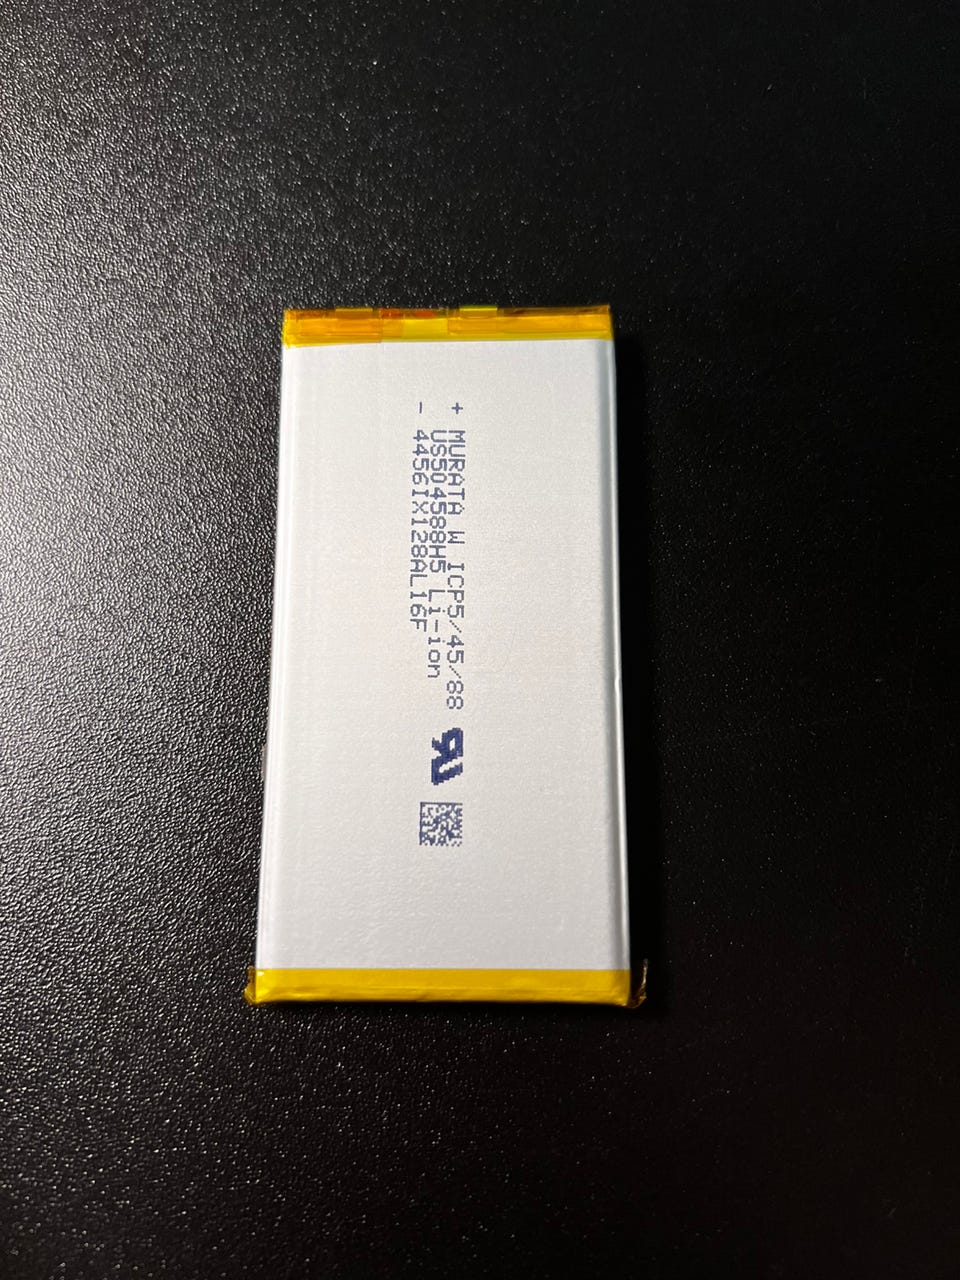 + MURATA W ICP5/45/88
US504588H5 Li-ion
- 4456IX128AL16F